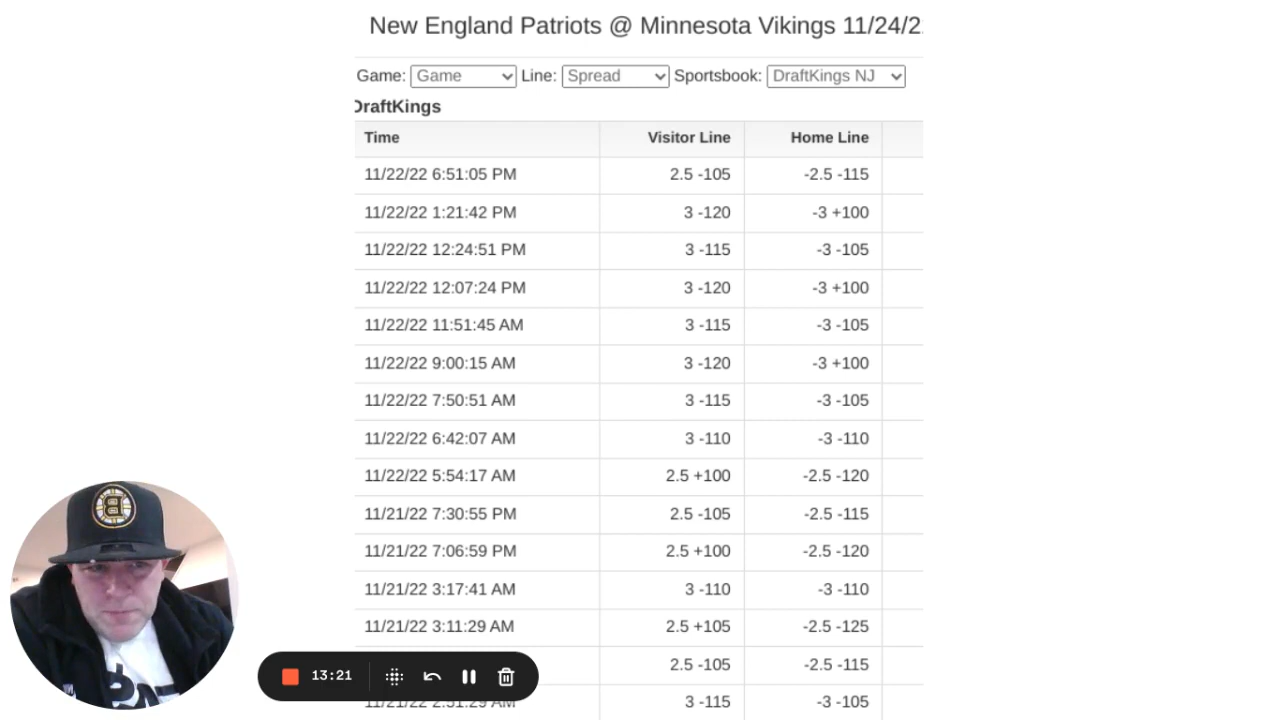 New England Patriots @ Minnesota Vikings 11/24/2
Game: Game Line: Spread Sportsbook: DraftKings NJ
DraftKings
Time Visitor Line Home Line
11/22/22 6:51:05 PM 2.5 -105 -2.5 -115
11/22/22 1:21:42 PM 3 -120 -3 +100
11/22/22 12:24:51 PM 3 -115 -3 -105
11/22/22 12:07:24 PM 3 -120 -3 +100
11/22/22 11:51:45 AM 3 -115 -3 -105
11/22/22 9:00:15 AM 3 -120 -3 +100
11/22/22 7:50:51 AM 3 -115 -3 -105
11/22/22 6:42:07 AM 3 -110 -3 -110
11/22/22 5:54:17 AM 2.5 +100 -2.5 -120
11/21/22 7:30:55 PM 2.5 -105 -2.5 -115
11/21/22 7:06:59 PM 2.5 +100 -2.5 -120
11/21/22 3:17:41 AM 3 -110 -3 -110
11/21/22 3:11:29 AM 2.5 +105 -2.5 -125
2.5 -105 -2.5 -115
13:21
11/21/22 2:51:29 AM 3 -115 -3 -105
B